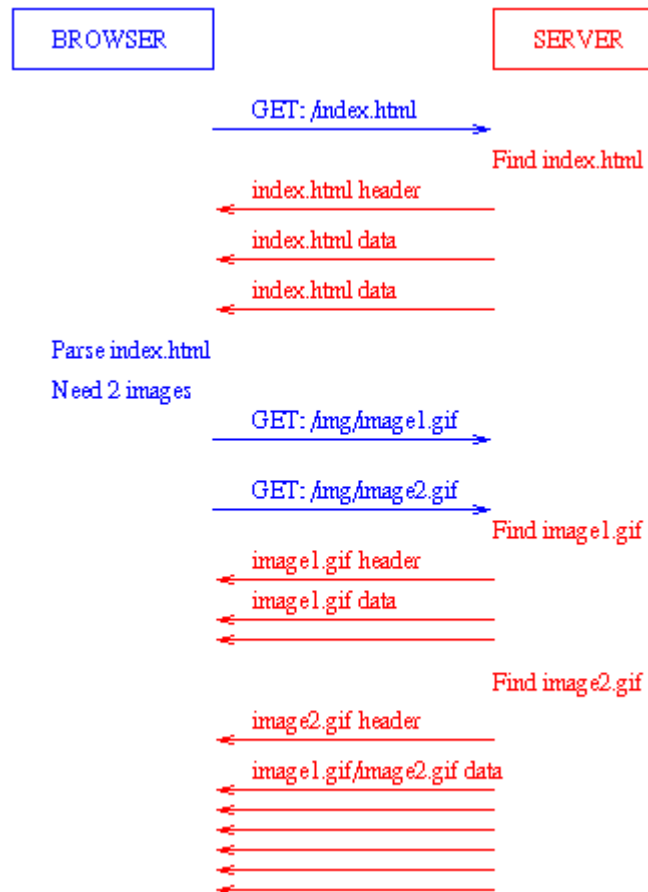 BROWSER
SERVER
GET: /index.html
Find index.html
index.html header
index.html data
index.html data
Parse index.html
Need 2 images
GET: /img/image1.gif
GET: /img/image2.gif
Find image1.gif
image1.gif header
image1.gif data
Find image2.gif
image2.gif header
image1.gif/image2.gif data